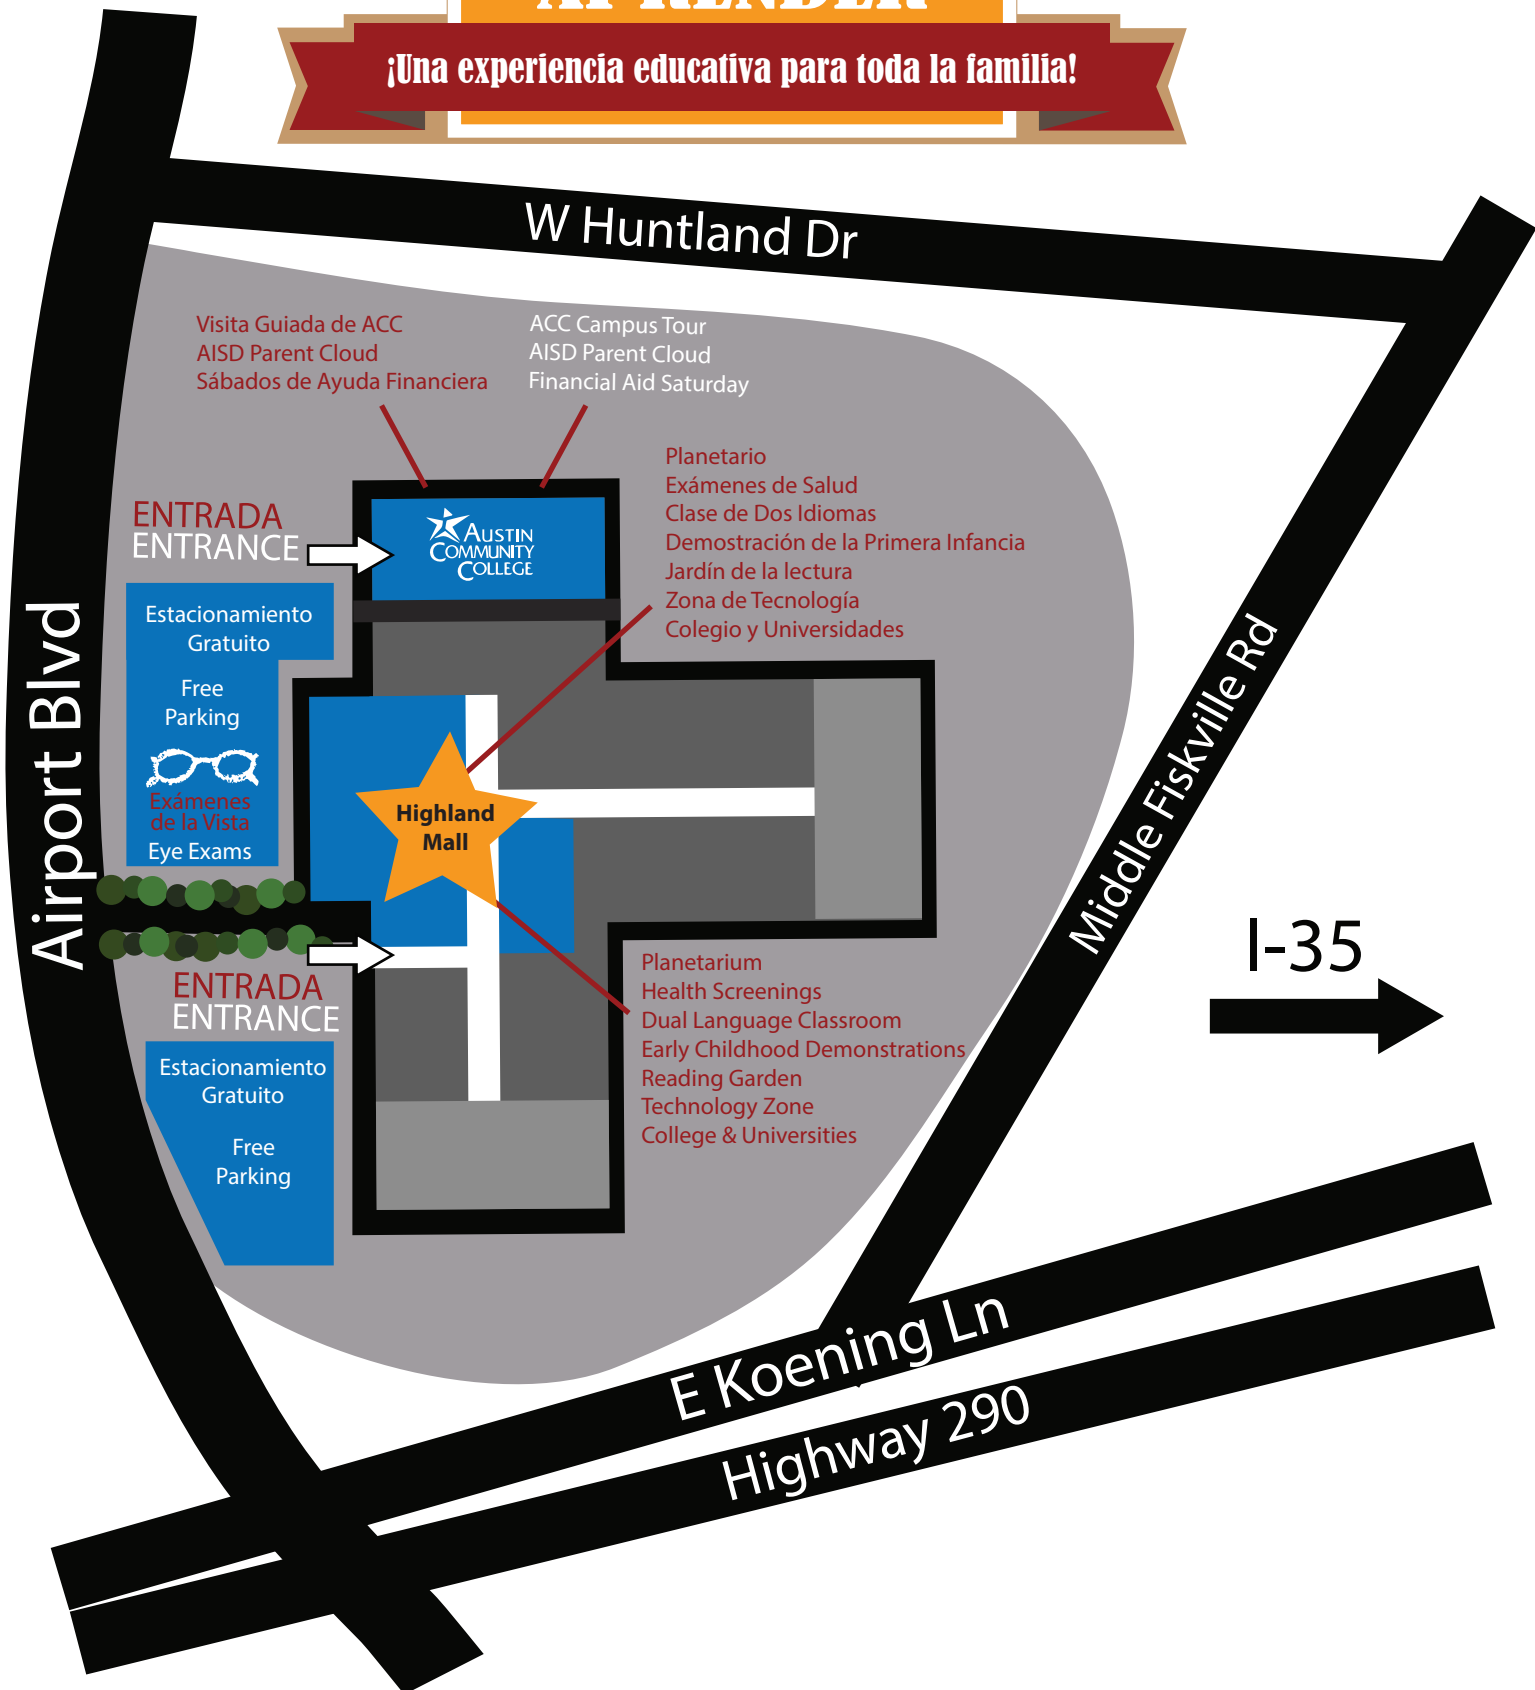 APRENDER
¡Una experiencia educativa para toda la familia!
W Huntland Dr
Visita Guiada de ACC
AISD Parent Cloud
Sábados de Ayuda Financiera
ACC Campus Tour
AISD Parent Cloud
Financial Aid Saturday
Planetario
Exámenes de Salud
Clase de Dos Idiomas
Demostración de la Primera Infancia
Jardín de la lectura
Zona de Tecnología
Colegio y Universidades
ENTRADA
ENTRANCE
AUSTIN
COMMUNITY
COLLEGE
Estacionamiento
Gratuito
Free
Parking
Exámenes
de la Vista
Eye Exams
Airport Blvd
Highland
Mall
Middle Fiskville Rd
I-35
ENTRADA
ENTRANCE
Planetarium
Health Screenings
Dual Language Classroom
Early Childhood Demonstrations
Reading Garden
Technology Zone
College & Universities
Estacionamiento
Gratuito
Free
Parking
E Koening Ln
Highway 290